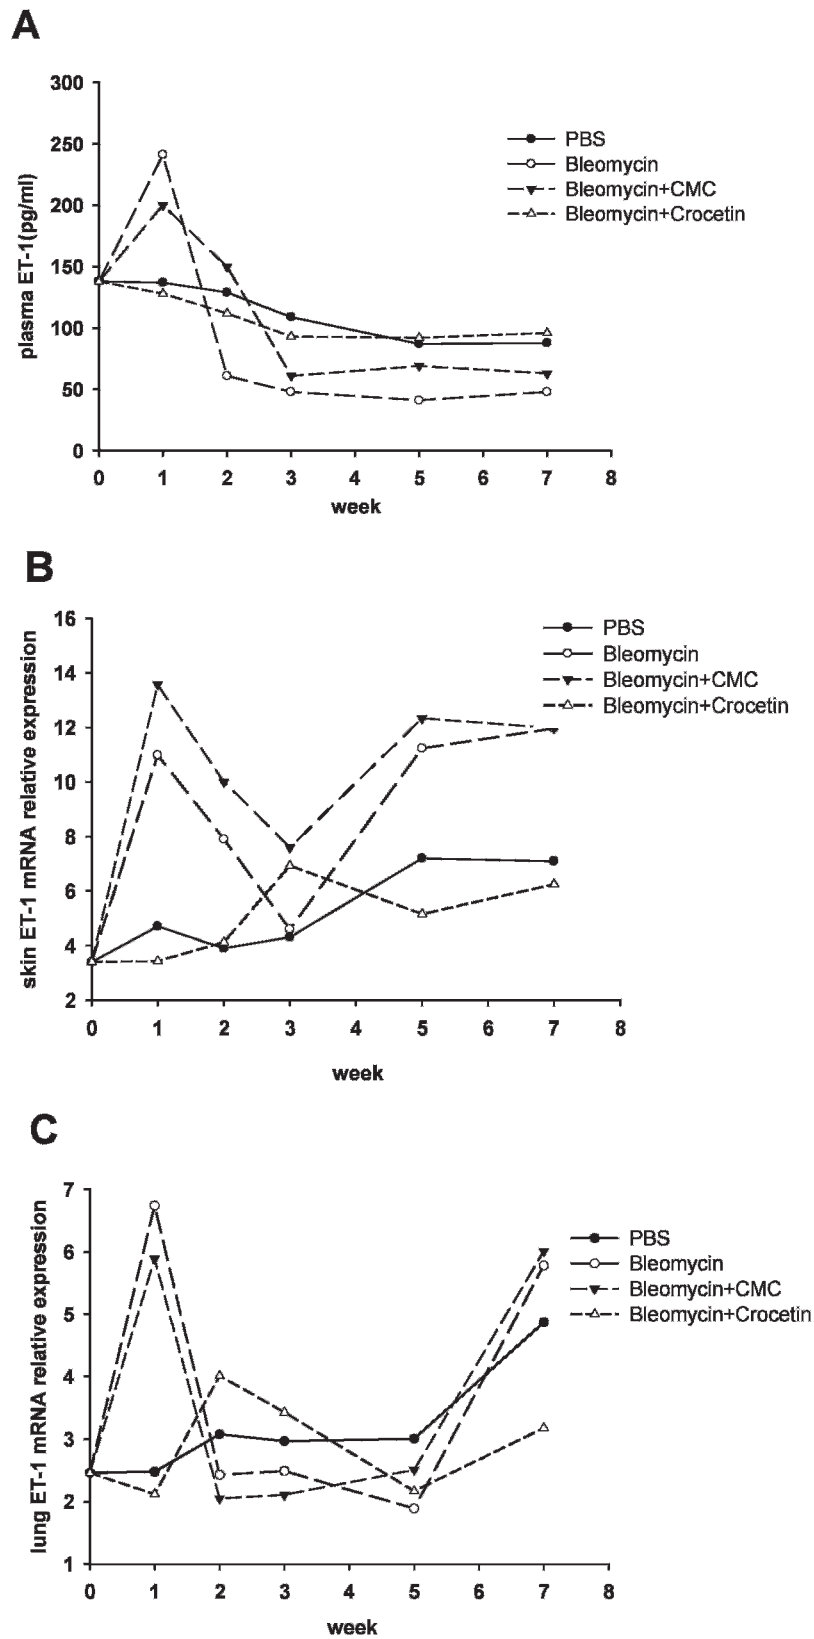 A
300
250
200
150
100
50
0
plasma ET-1(pg/ml)
PBS
Bleomycin
Bleomycin+CMC
Bleomycin+Crocetin
0 1 2 3 4 5 6 7 8
week
B
16
14
12
10
8
6
4
2
skin ET-1 mRNA relative expression
PBS
Bleomycin
Bleomycin+CMC
Bleomycin+Crocetin
0 1 2 3 4 5 6 7 8
week
C
7
6
5
4
3
2
1
lung ET-1 mRNA relative expression
PBS
Bleomycin
Bleomycin+CMC
Bleomycin+Crocetin
0 1 2 3 4 5 6 7 8
week